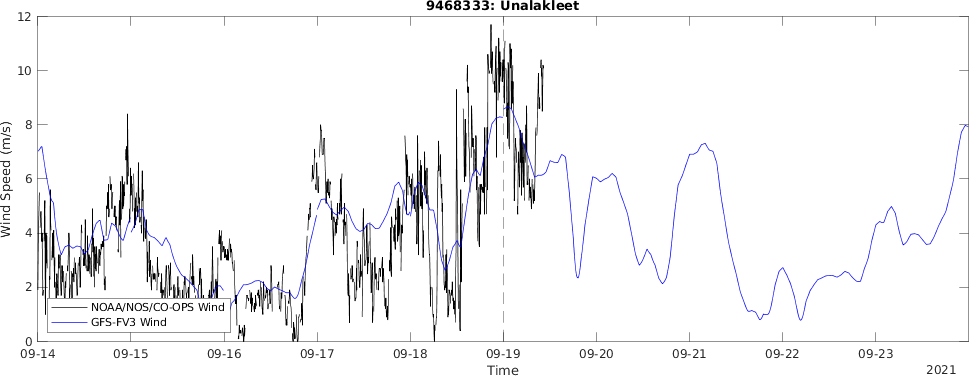 9468333: Unalakleet
12
10
8
6
4
2
0
Wind Speed (m/s)
NOAA/NOS/CO-OPS Wind
GFS-FV3 Wind
09-14 09-15 09-16 09-17 09-18 09-19 09-20 09-21 09-22 09-23
Time
2021